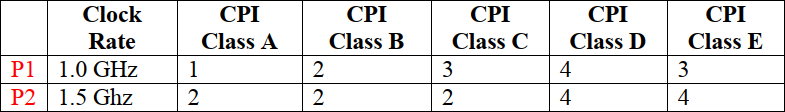 Clock Rate CPI Class A CPI Class B CPI Class C CPI Class D CPI Class E
P1 1.0 GHz 1 2 3 4 3
P2 1.5 Ghz 2 2 2 4 4